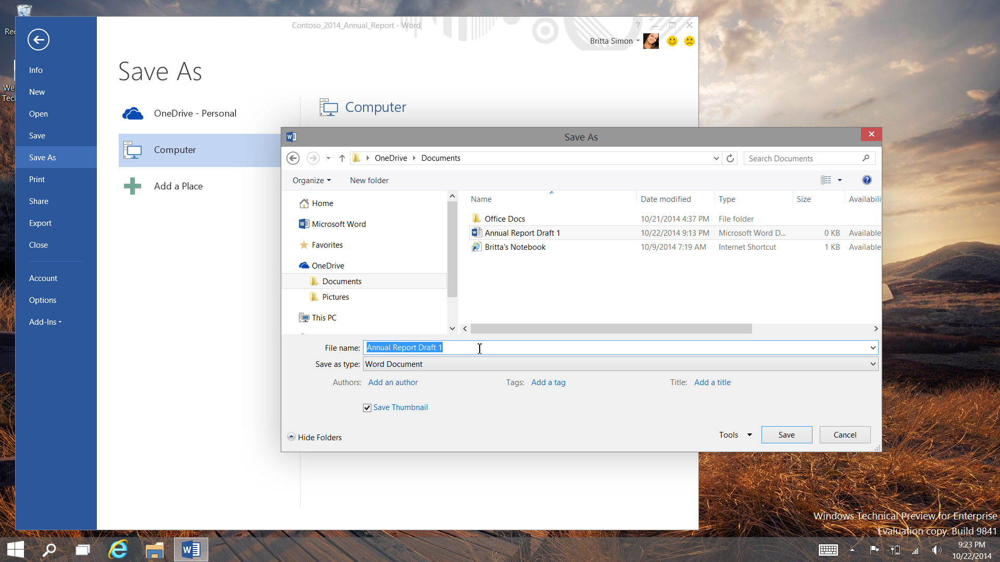 Contoso_2014_Annual_Report - Word
Britta Simon
Info
New
Open
Save
Save As
Print
Share
Export
Close
Account
Options
Add-Ins
Save As
OneDrive - Personal
Computer
Add a Place
Computer
Save As
OneDrive Documents
Search Documents
Organize
New folder
Home
Microsoft Word
Favorites
OneDrive
Documents
Pictures
This PC
Name Date modified Type Size Availabili
Office Docs 10/21/2014 4:37 PM File folder
Annual Report Draft 1 10/22/2014 9:13 PM Microsoft Word D... 0 KB Available
Britta's Notebook 10/9/2014 7:19 AM Internet Shortcut 1 KB Available
File name: Annual Report Draft 1
Save as type: Word Document
Authors: Add an author Tags: Add a tag Title: Add a title
Save Thumbnail
Hide Folders
Tools
Save
Cancel
Rec
We
Tec
Windows Technical Preview for Enterprise
Evaluation copy. Build 9841
9:23 PM
10/22/2014